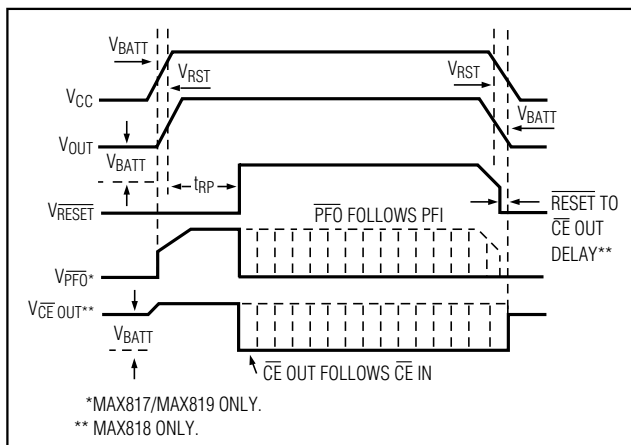 VBATT
VRST
VRST
VCC
VBATT
VOUT
VBATT
tRP
RESET TO
CE OUT
DELAY**
VRESET
PFO FOLLOWS PFI
VPFO*
VCE OUT**
VBATT
CE OUT FOLLOWS CE IN
*MAX817/MAX819 ONLY.
** MAX818 ONLY.